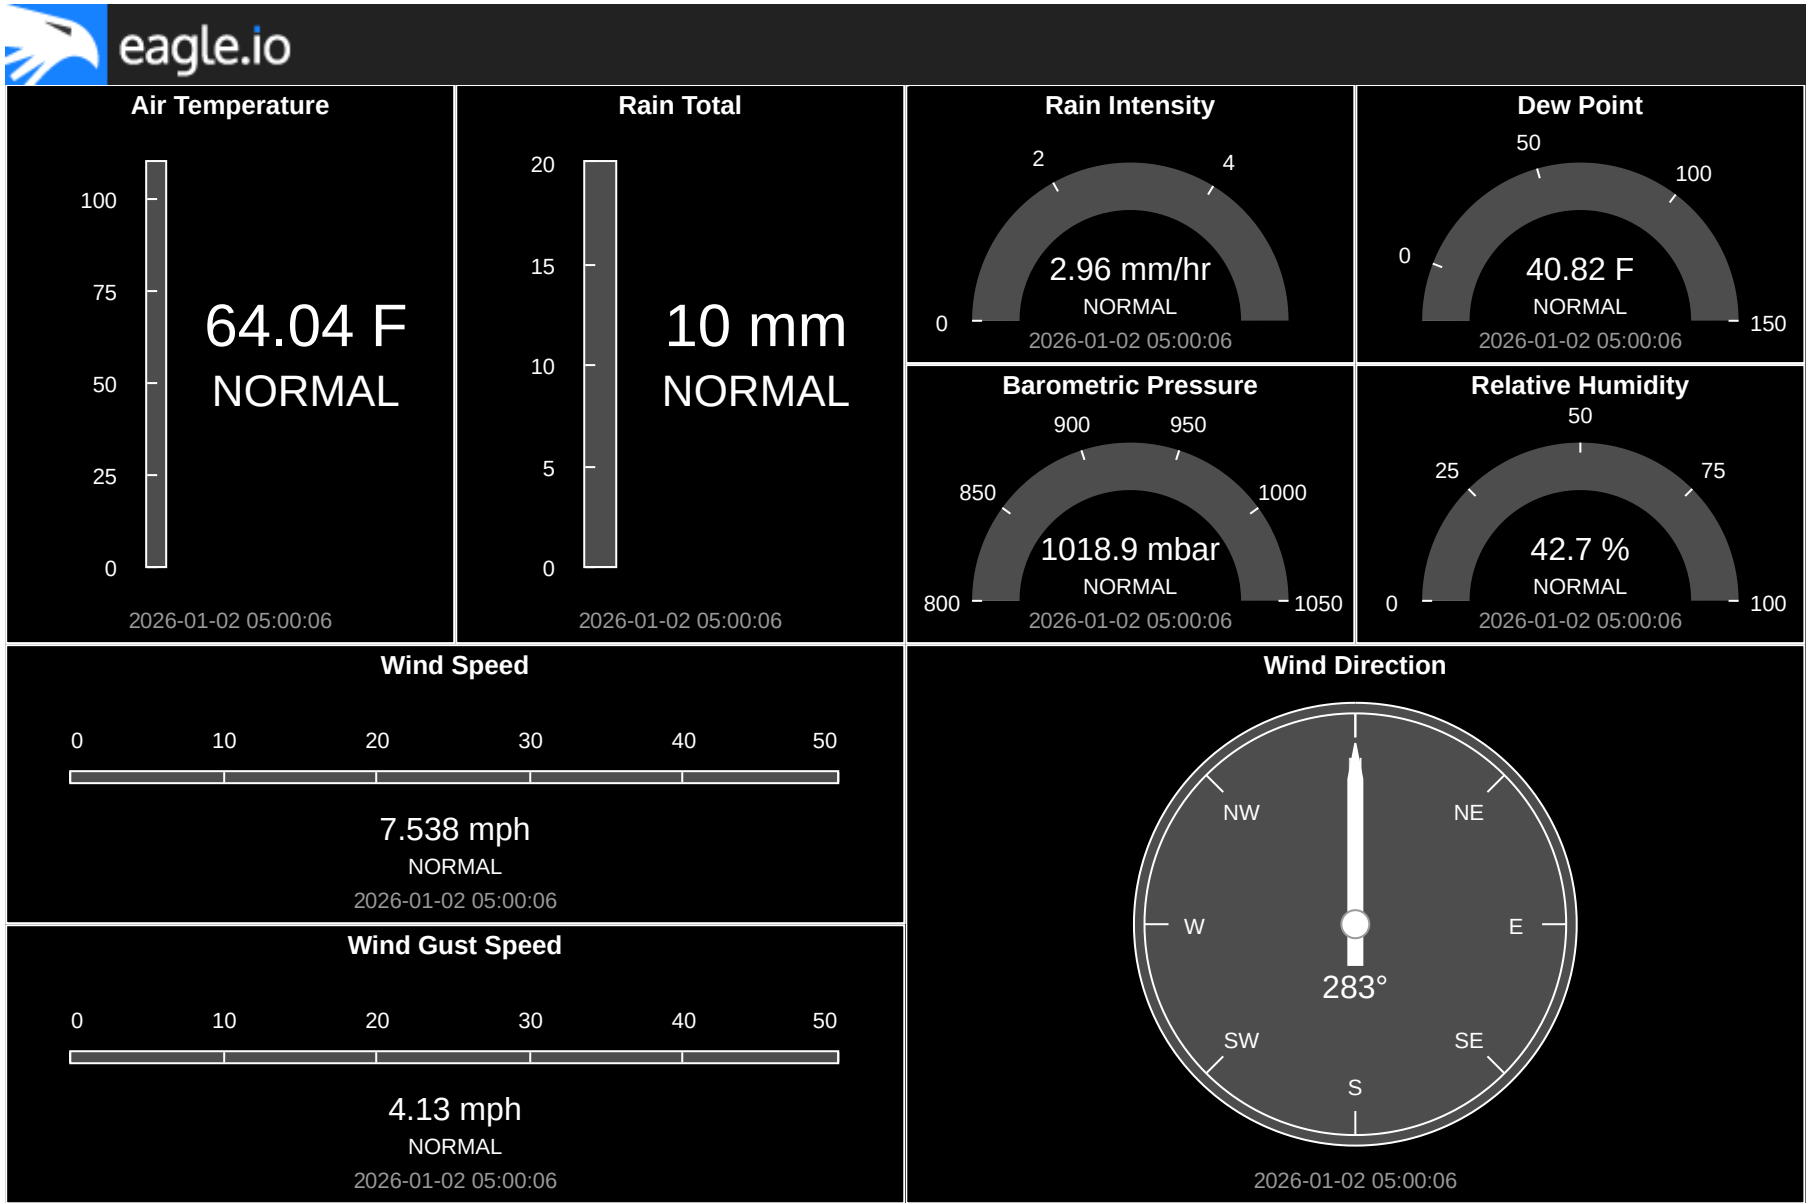 eagle.io
Air Temperature
100
75
50
25
0
64.04 F
NORMAL
2026-01-02 05:00:06
Rain Total
20
15
10
5
0
10 mm
NORMAL
2026-01-02 05:00:06
Rain Intensity
0
2
4
2.96 mm/hr
NORMAL
2026-01-02 05:00:06
Dew Point
0
50
100
150
40.82 F
NORMAL
2026-01-02 05:00:06
Barometric Pressure
800
850
900
950
1000
1050
1018.9 mbar
NORMAL
2026-01-02 05:00:06
Relative Humidity
0
25
50
75
100
42.7 %
NORMAL
2026-01-02 05:00:06
Wind Speed
0 10 20 30 40 50
7.538 mph
NORMAL
2026-01-02 05:00:06
Wind Gust Speed
0 10 20 30 40 50
4.13 mph
NORMAL
2026-01-02 05:00:06
Wind Direction
NW NE
W E
283°
SW SE
S
2026-01-02 05:00:06